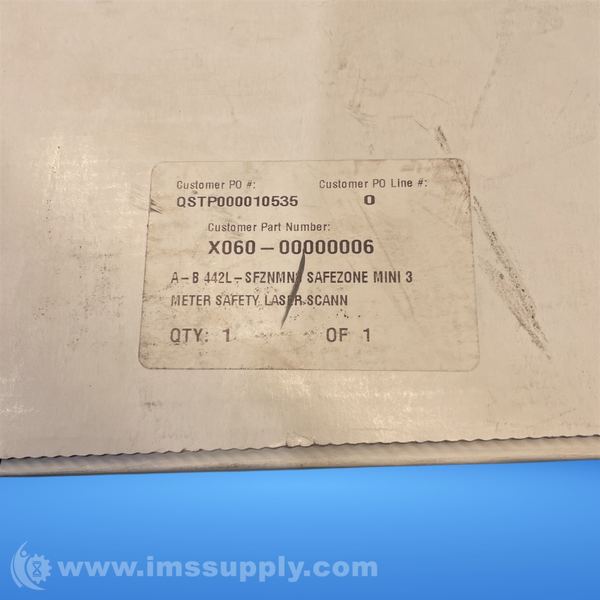 Customer PO #: Customer PO Line #:
QSTP000010535 0
Customer Part Number:
X060-00000006
A-B 442L- SAFEZONE MINI 3
METER SAFETY LASER SCANN
QTY: 1 OF 1
www.imssupply.com